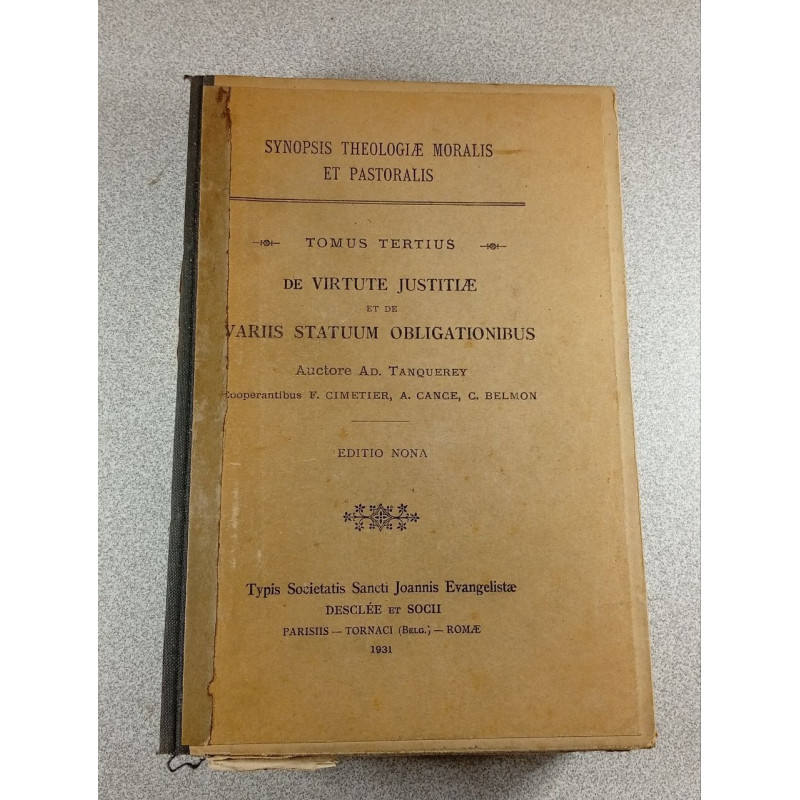 SYNOPSIS THEOLOGIÆ MORALIS
ET PASTORALIS
TOMUS TERTIUS
DE VIRTUTE JUSTITIÆ
ET DE
VARIIS STATUUM OBLIGATIONIBUS
Auctore AD. TANQUEREY
Cooperantibus F. CIMETIER, A. CANCE, C. BELMON
EDITIO NONA
Typis Societatis Sancti Joannis Evangelistæ
DESCLÉE ET SOCII
PARISIIS — TORNACI (BELG.) — ROMÆ
1931